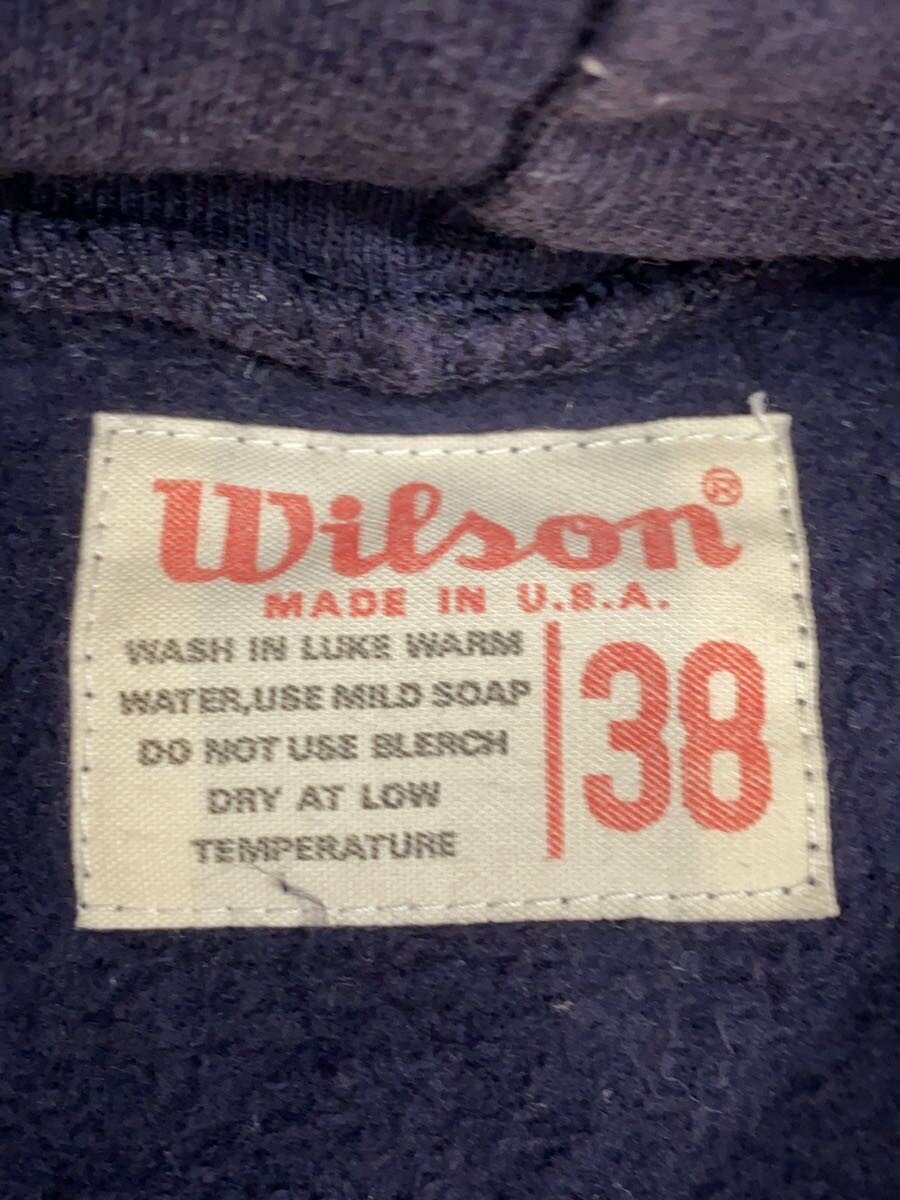 Wilson®
MADE IN U.S.A.
WASH IN LUKE WARM
WATER,USE MILD SOAP
DO NOT USE BLERCH
DRY AT LOW
TEMPERATURE
38